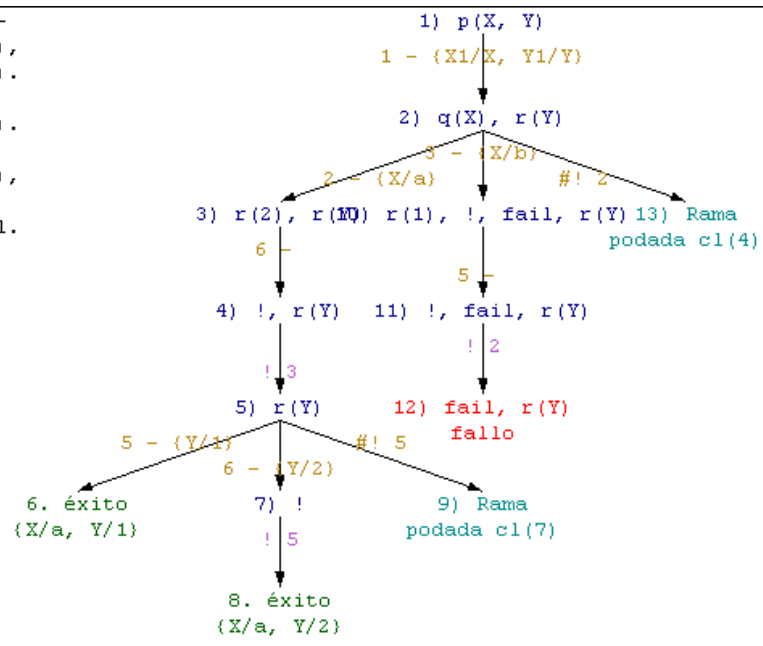 1) p(X, Y)
1 - {X1/X, Y1/Y}
2) q(X), r(Y)
3 - {X/b}
2 - {X/a}
#! 2
3) r(2), r(Y)
10) r(1), !, fail, r(Y)
13) Rama
podada cl(4)
6 -
5 -
4) !, r(Y)
11) !, fail, r(Y)
! 3
! 2
5) r(Y)
12) fail, r(Y)
fallo
5 - {Y/1}
6 - {Y/2}
#! 5
6. éxito
{X/a, Y/1}
7) !
9) Rama
podada cl(7)
! 5
8. éxito
{X/a, Y/2}